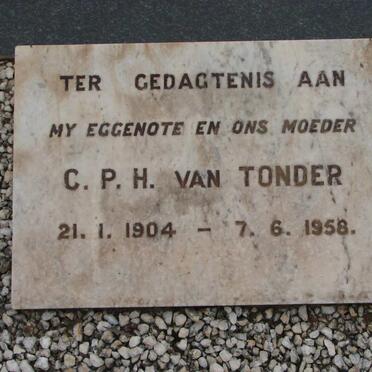 TER GEDAGTENIS AAN
MY EGGENOTE EN ONS MOEDER
C. P. H. VAN TONDER
21. 1. 1904 – 7. 6. 1958.